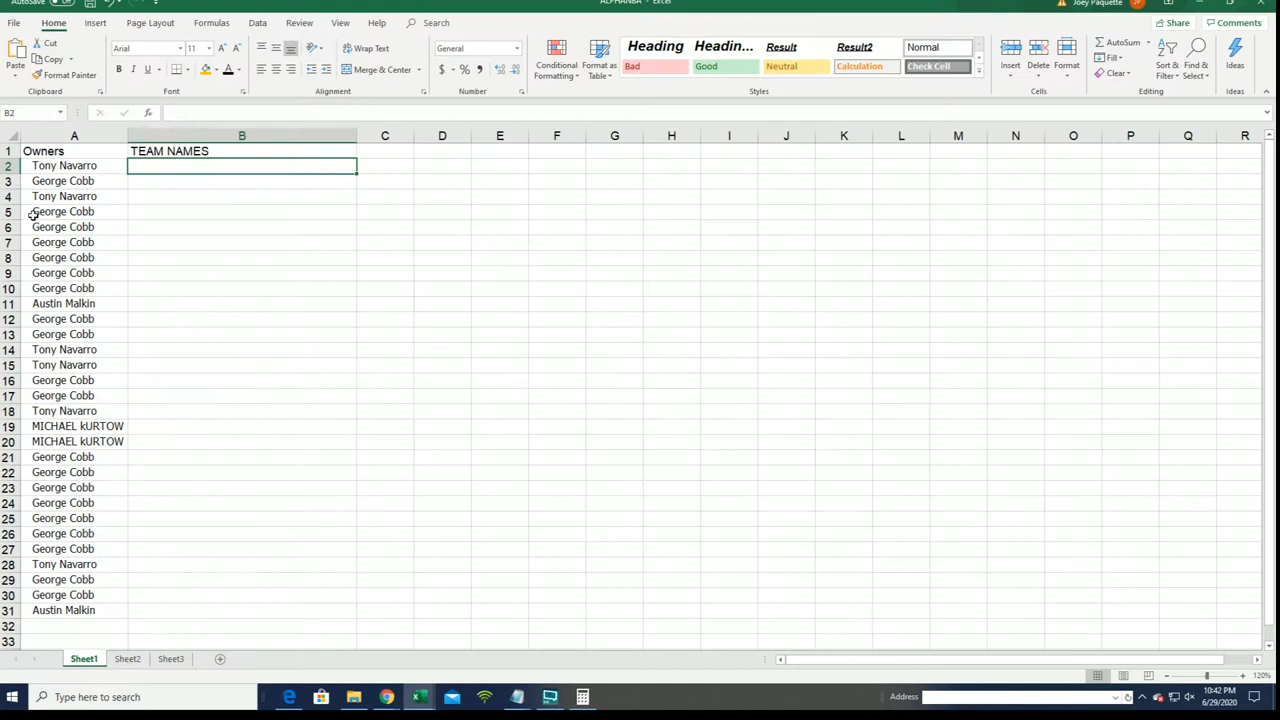 AutoSave Off ALPHANBA - Excel Joey Paquette JP
File Home Insert Page Layout Formulas Data Review View Help Search Share Comments
Paste Cut Copy Format Painter Clipboard
Arial 11 B I U Font
Wrap Text Merge & Center Alignment
General $ % Number
Conditional Formatting Format as Table
Heading Headin... Result Result2 Normal
Bad Good Neutral Calculation Check Cell
Styles
Insert Delete Format Cells
AutoSum Fill Clear Sort & Filter Find & Select Editing
Ideas Ideas
B2 fx
A B C D E F G H I J K L M N O P Q R
1 Owners TEAM NAMES
2 Tony Navarro
3 George Cobb
4 Tony Navarro
5 George Cobb
6 George Cobb
7 George Cobb
8 George Cobb
9 George Cobb
10 George Cobb
11 Austin Malkin
12 George Cobb
13 George Cobb
14 Tony Navarro
15 Tony Navarro
16 George Cobb
17 George Cobb
18 Tony Navarro
19 MICHAEL kURTOW
20 MICHAEL kURTOW
21 George Cobb
22 George Cobb
23 George Cobb
24 George Cobb
25 George Cobb
26 George Cobb
27 George Cobb
28 Tony Navarro
29 George Cobb
30 George Cobb
31 Austin Malkin
32
33
Sheet1 Sheet2 Sheet3
120%
Type here to search Address 10:42 PM
6/29/2020